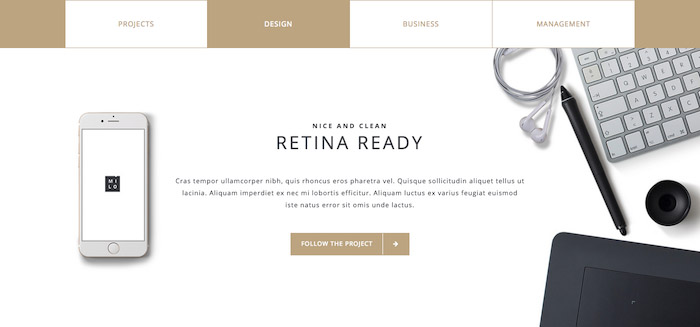 PROJECTS
DESIGN
BUSINESS
MANAGEMENT
MI
LO
NICE AND CLEAN
RETINA READY
Cras tempor ullamcorper nibh, quis rhoncus eros pharetra vel. Quisque sollicitudin aliquet tellus ut
lacinia. Aliquam imperdiet ex nec mi lobortis efficitur. Aliquam luctus ex varius feugiat euismod
iste natus error sit omis unde lactus.
FOLLOW THE PROJECT